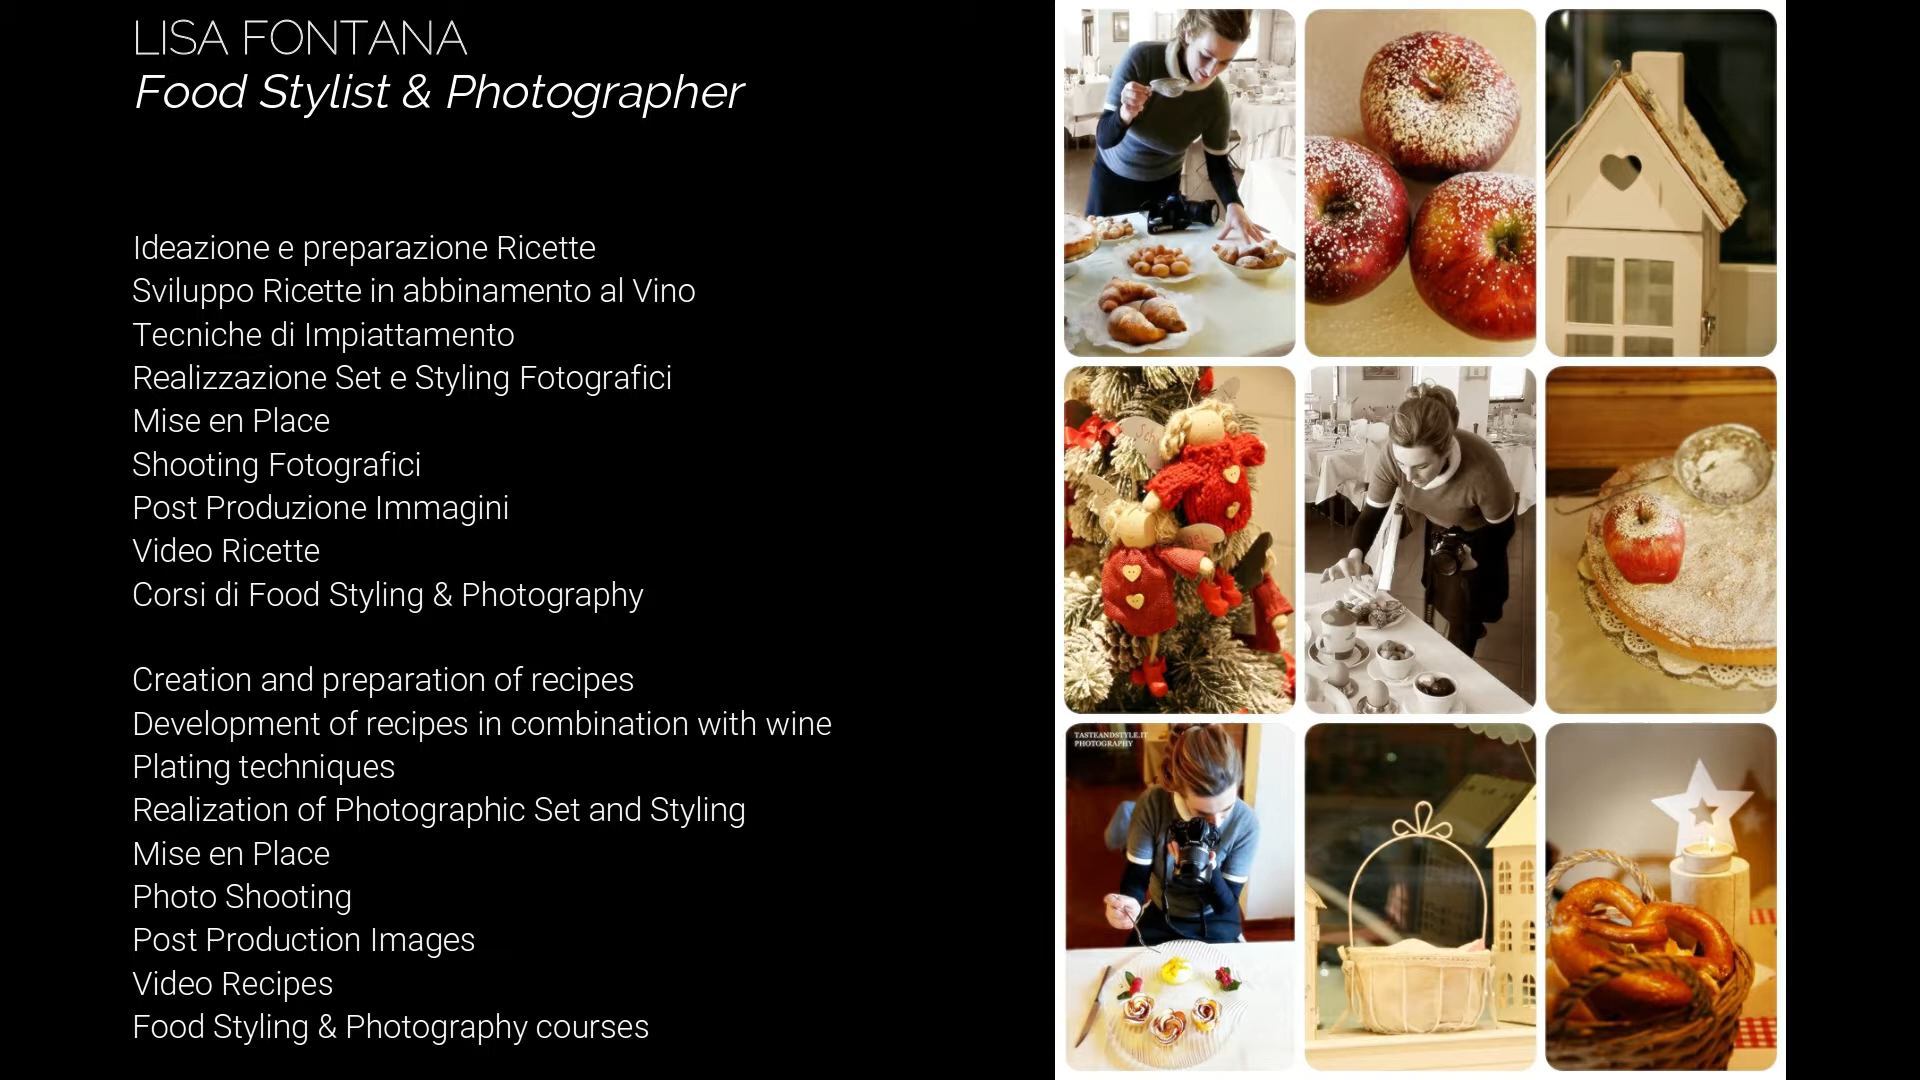 LISA FONTANA
Food Stylist & Photographer
Ideazione e preparazione Ricette
Sviluppo Ricette in abbinamento al Vino
Tecniche di Impiattamento
Realizzazione Set e Styling Fotografici
Mise en Place
Shooting Fotografici
Post Produzione Immagini
Video Ricette
Corsi di Food Styling & Photography
Creation and preparation of recipes
Development of recipes in combination with wine
Plating techniques
Realization of Photographic Set and Styling
Mise en Place
Photo Shooting
Post Production Images
Video Recipes
Food Styling & Photography courses
TASTEANDSTYLE.IT
PHOTOGRAPHY